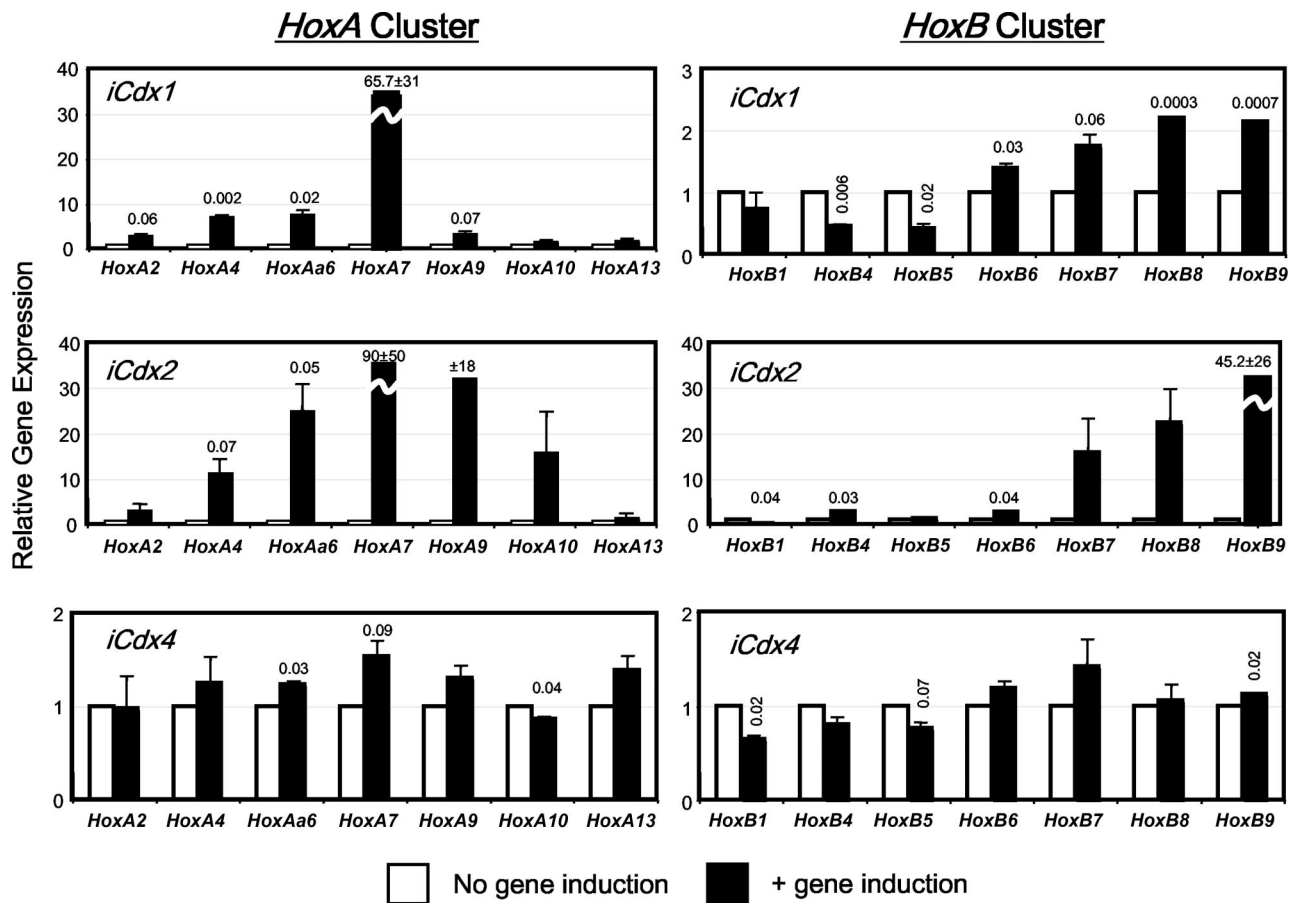 HoxA Cluster
HoxB Cluster
Relative Gene Expression
iCdx1
40
30
20
10
0
0.06
0.002
0.02
65.7±31
0.07
HoxA2 HoxA4 HoxAa6 HoxA7 HoxA9 HoxA10 HoxA13
iCdx1
3
2
1
0
0.006
0.02
0.03
0.06
0.0003
0.0007
HoxB1 HoxB4 HoxB5 HoxB6 HoxB7 HoxB8 HoxB9
iCdx2
40
30
20
10
0
0.07
0.05
90±50
±18
HoxA2 HoxA4 HoxAa6 HoxA7 HoxA9 HoxA10 HoxA13
iCdx2
40
30
20
10
0
0.04
0.03
0.04
45.2±26
HoxB1 HoxB4 HoxB5 HoxB6 HoxB7 HoxB8 HoxB9
iCdx4
2
1
0
0.03
0.09
0.04
HoxA2 HoxA4 HoxAa6 HoxA7 HoxA9 HoxA10 HoxA13
iCdx4
2
1
0
0.02
0.07
0.02
HoxB1 HoxB4 HoxB5 HoxB6 HoxB7 HoxB8 HoxB9
No gene induction
+ gene induction